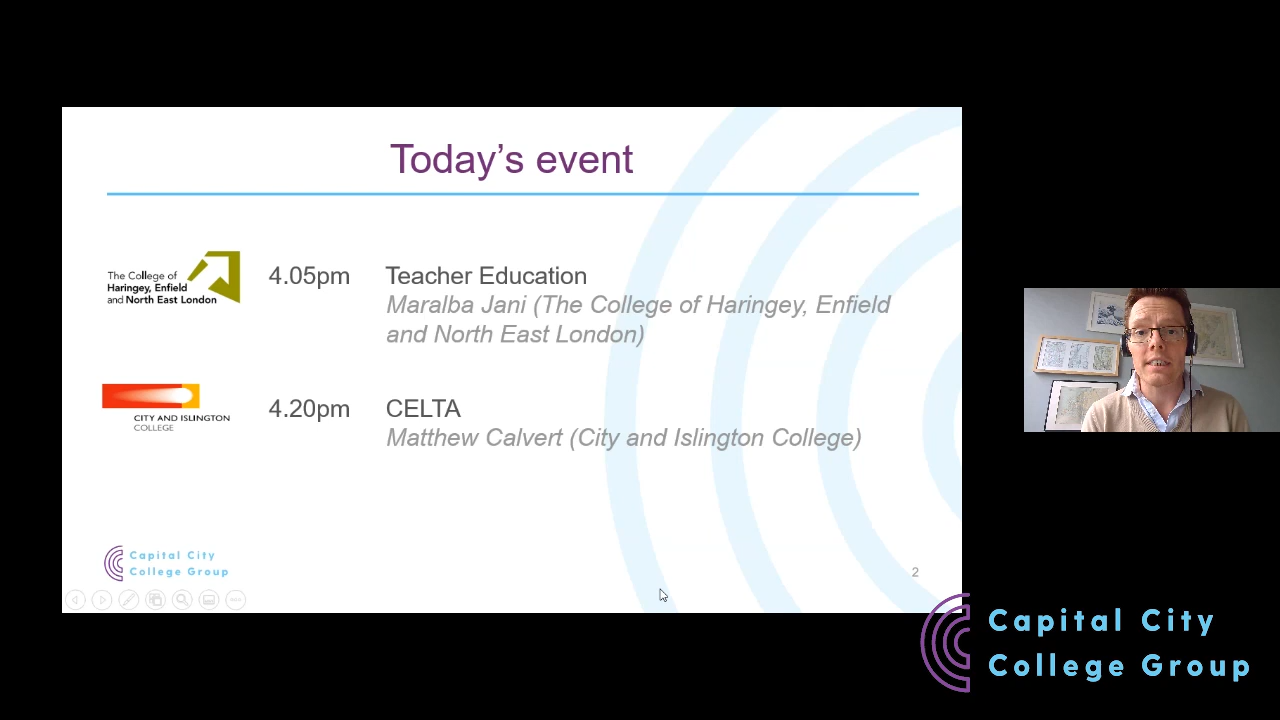 Today’s event
The College of
Haringey, Enfield
and North East London
4.05pm
Teacher Education
Maralba Jani (The College of Haringey, Enfield
and North East London)
CITY AND ISLINGTON
COLLEGE
4.20pm
CELTA
Matthew Calvert (City and Islington College)
Capital City
College Group
2
Capital City
College Group